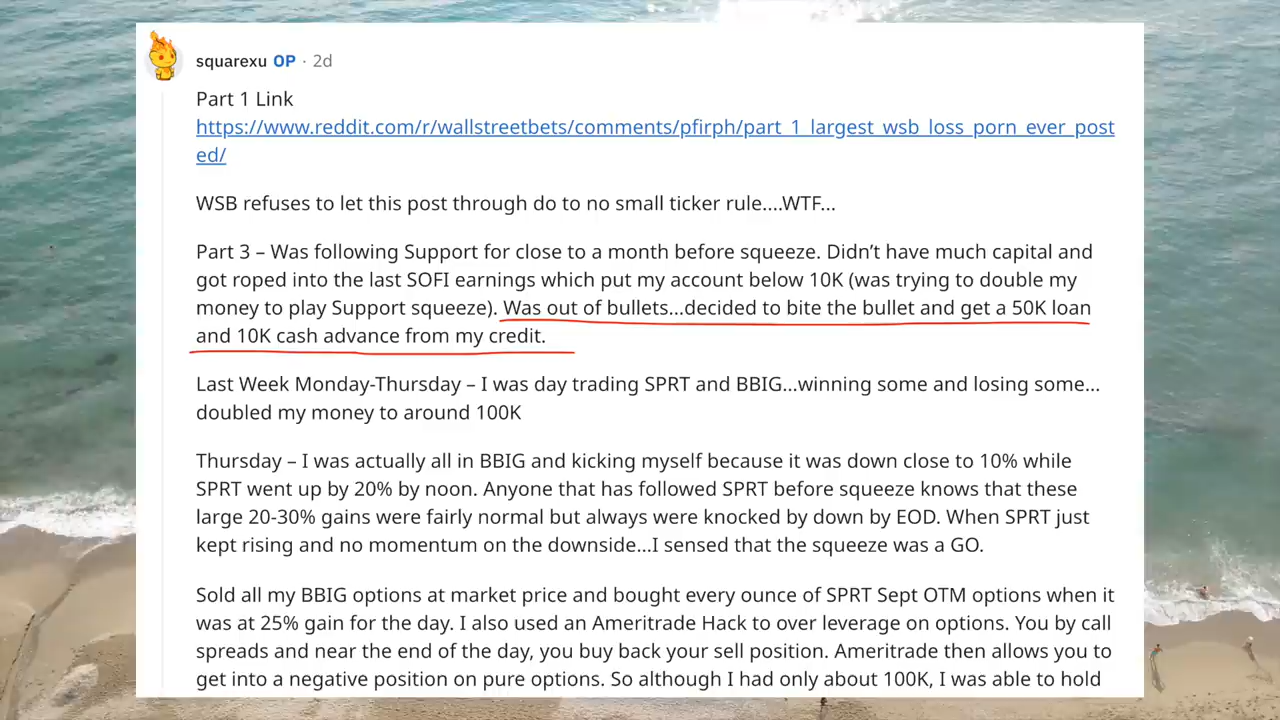 squarexu OP · 2d
Part 1 Link
https://www.reddit.com/r/wallstreetbets/comments/pfirph/part_1_largest_wsb_loss_porn_ever_post
ed/
WSB refuses to let this post through do to no small ticker rule....WTF...
Part 3 – Was following Support for close to a month before squeeze. Didn’t have much capital and
got roped into the last SOFI earnings which put my account below 10K (was trying to double my
money to play Support squeeze). Was out of bullets...decided to bite the bullet and get a 50K loan
and 10K cash advance from my credit.
Last Week Monday-Thursday – I was day trading SPRT and BBIG...winning some and losing some...
doubled my money to around 100K
Thursday – I was actually all in BBIG and kicking myself because it was down close to 10% while
SPRT went up by 20% by noon. Anyone that has followed SPRT before squeeze knows that these
large 20-30% gains were fairly normal but always were knocked by down by EOD. When SPRT just
kept rising and no momentum on the downside...I sensed that the squeeze was a GO.
Sold all my BBIG options at market price and bought every ounce of SPRT Sept OTM options when it
was at 25% gain for the day. I also used an Ameritrade Hack to over leverage on options. You by call
spreads and near the end of the day, you buy back your sell position. Ameritrade then allows you to
get into a negative position on pure options. So although I had only about 100K, I was able to hold